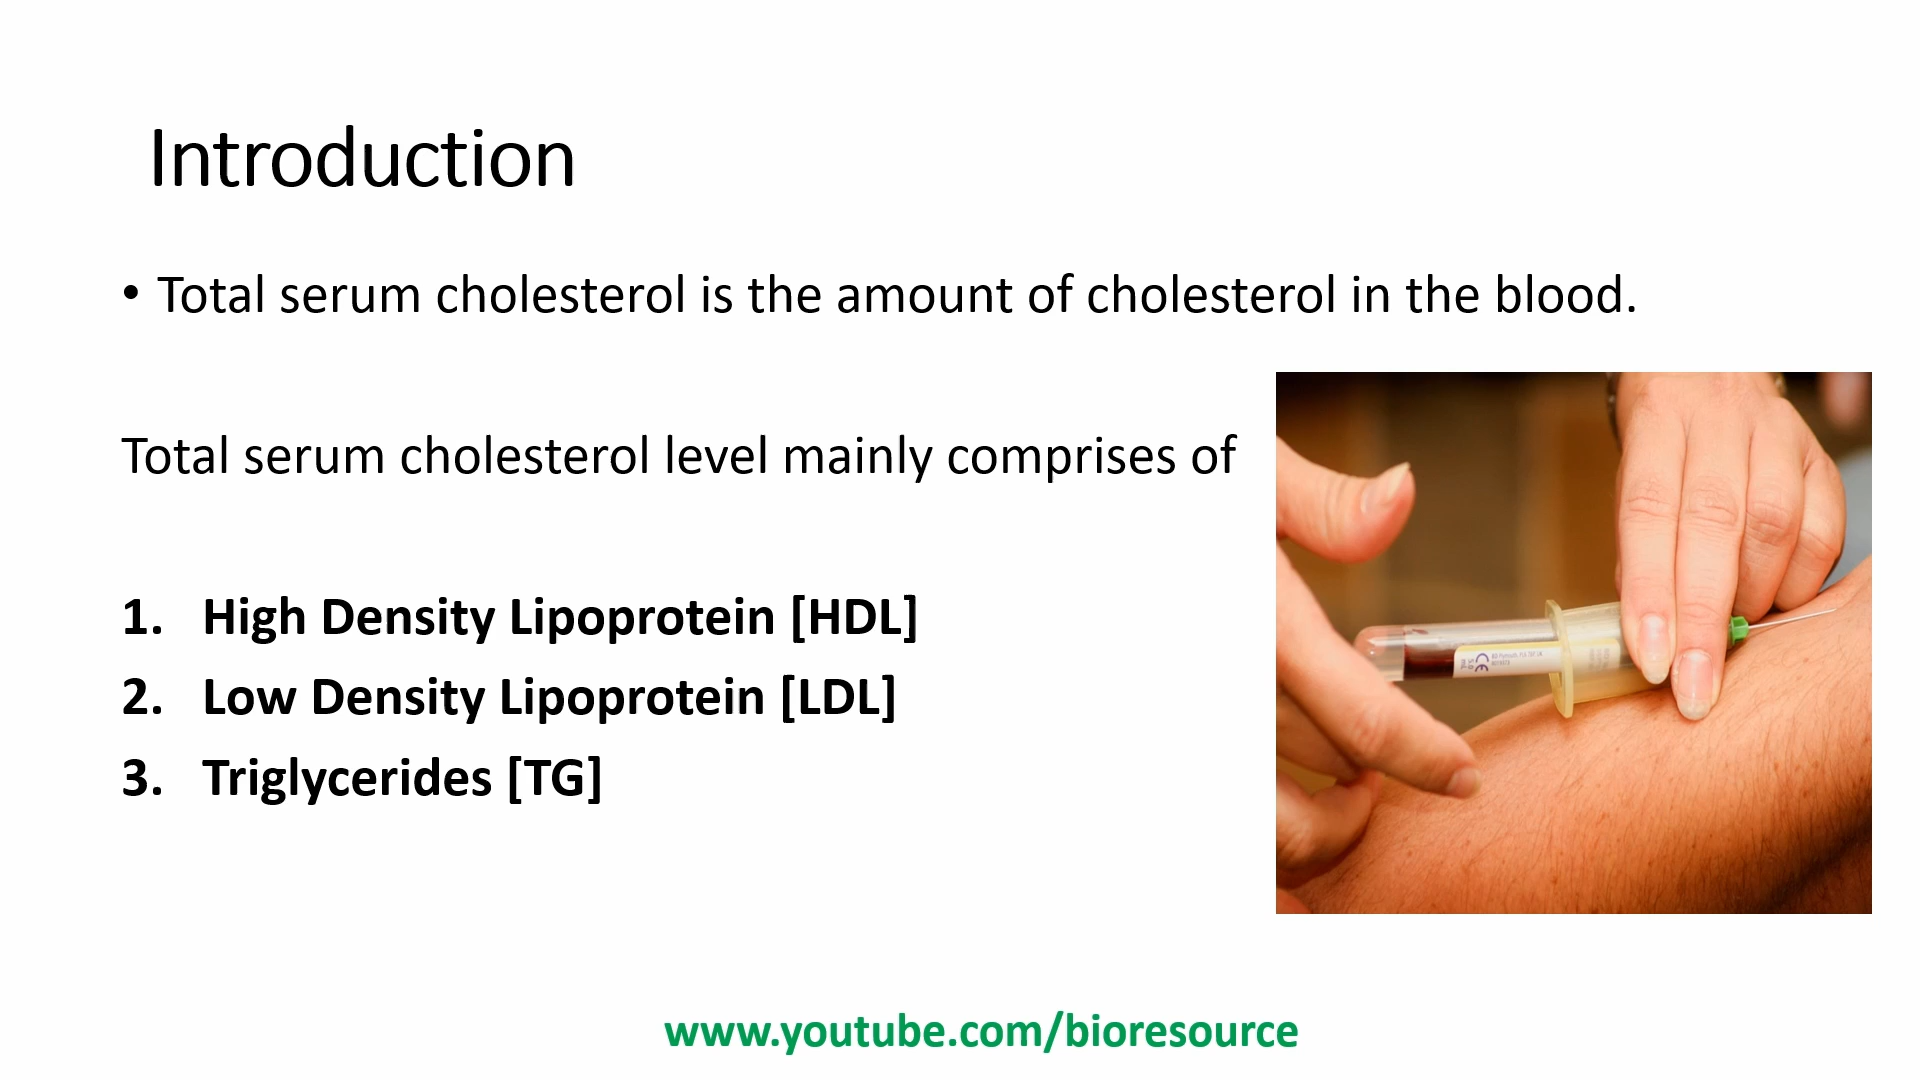 Introduction
• Total serum cholesterol is the amount of cholesterol in the blood.
Total serum cholesterol level mainly comprises of
1. High Density Lipoprotein [HDL]
2. Low Density Lipoprotein [LDL]
3. Triglycerides [TG]
CE
www.youtube.com/bioresource